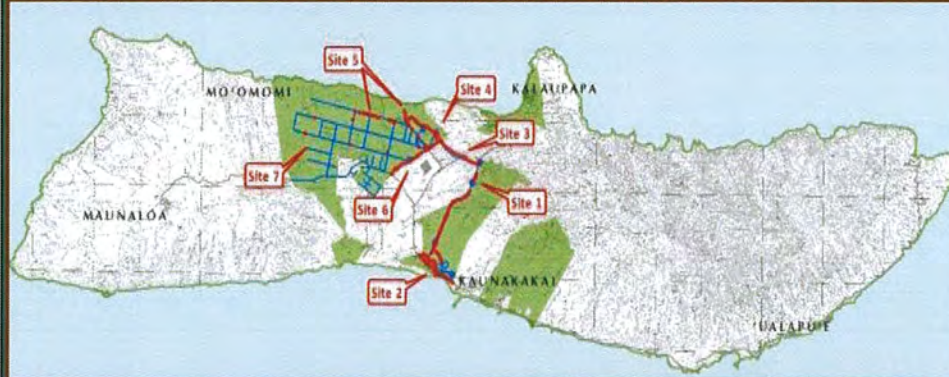 Site 5
MO'OMOMI
Site 4
KALAUPAPA
Site 3
Site 7
Site 1
Site 6
MAUNALOA
Site 2
KAUNAKAKAI
'UALAPU'E